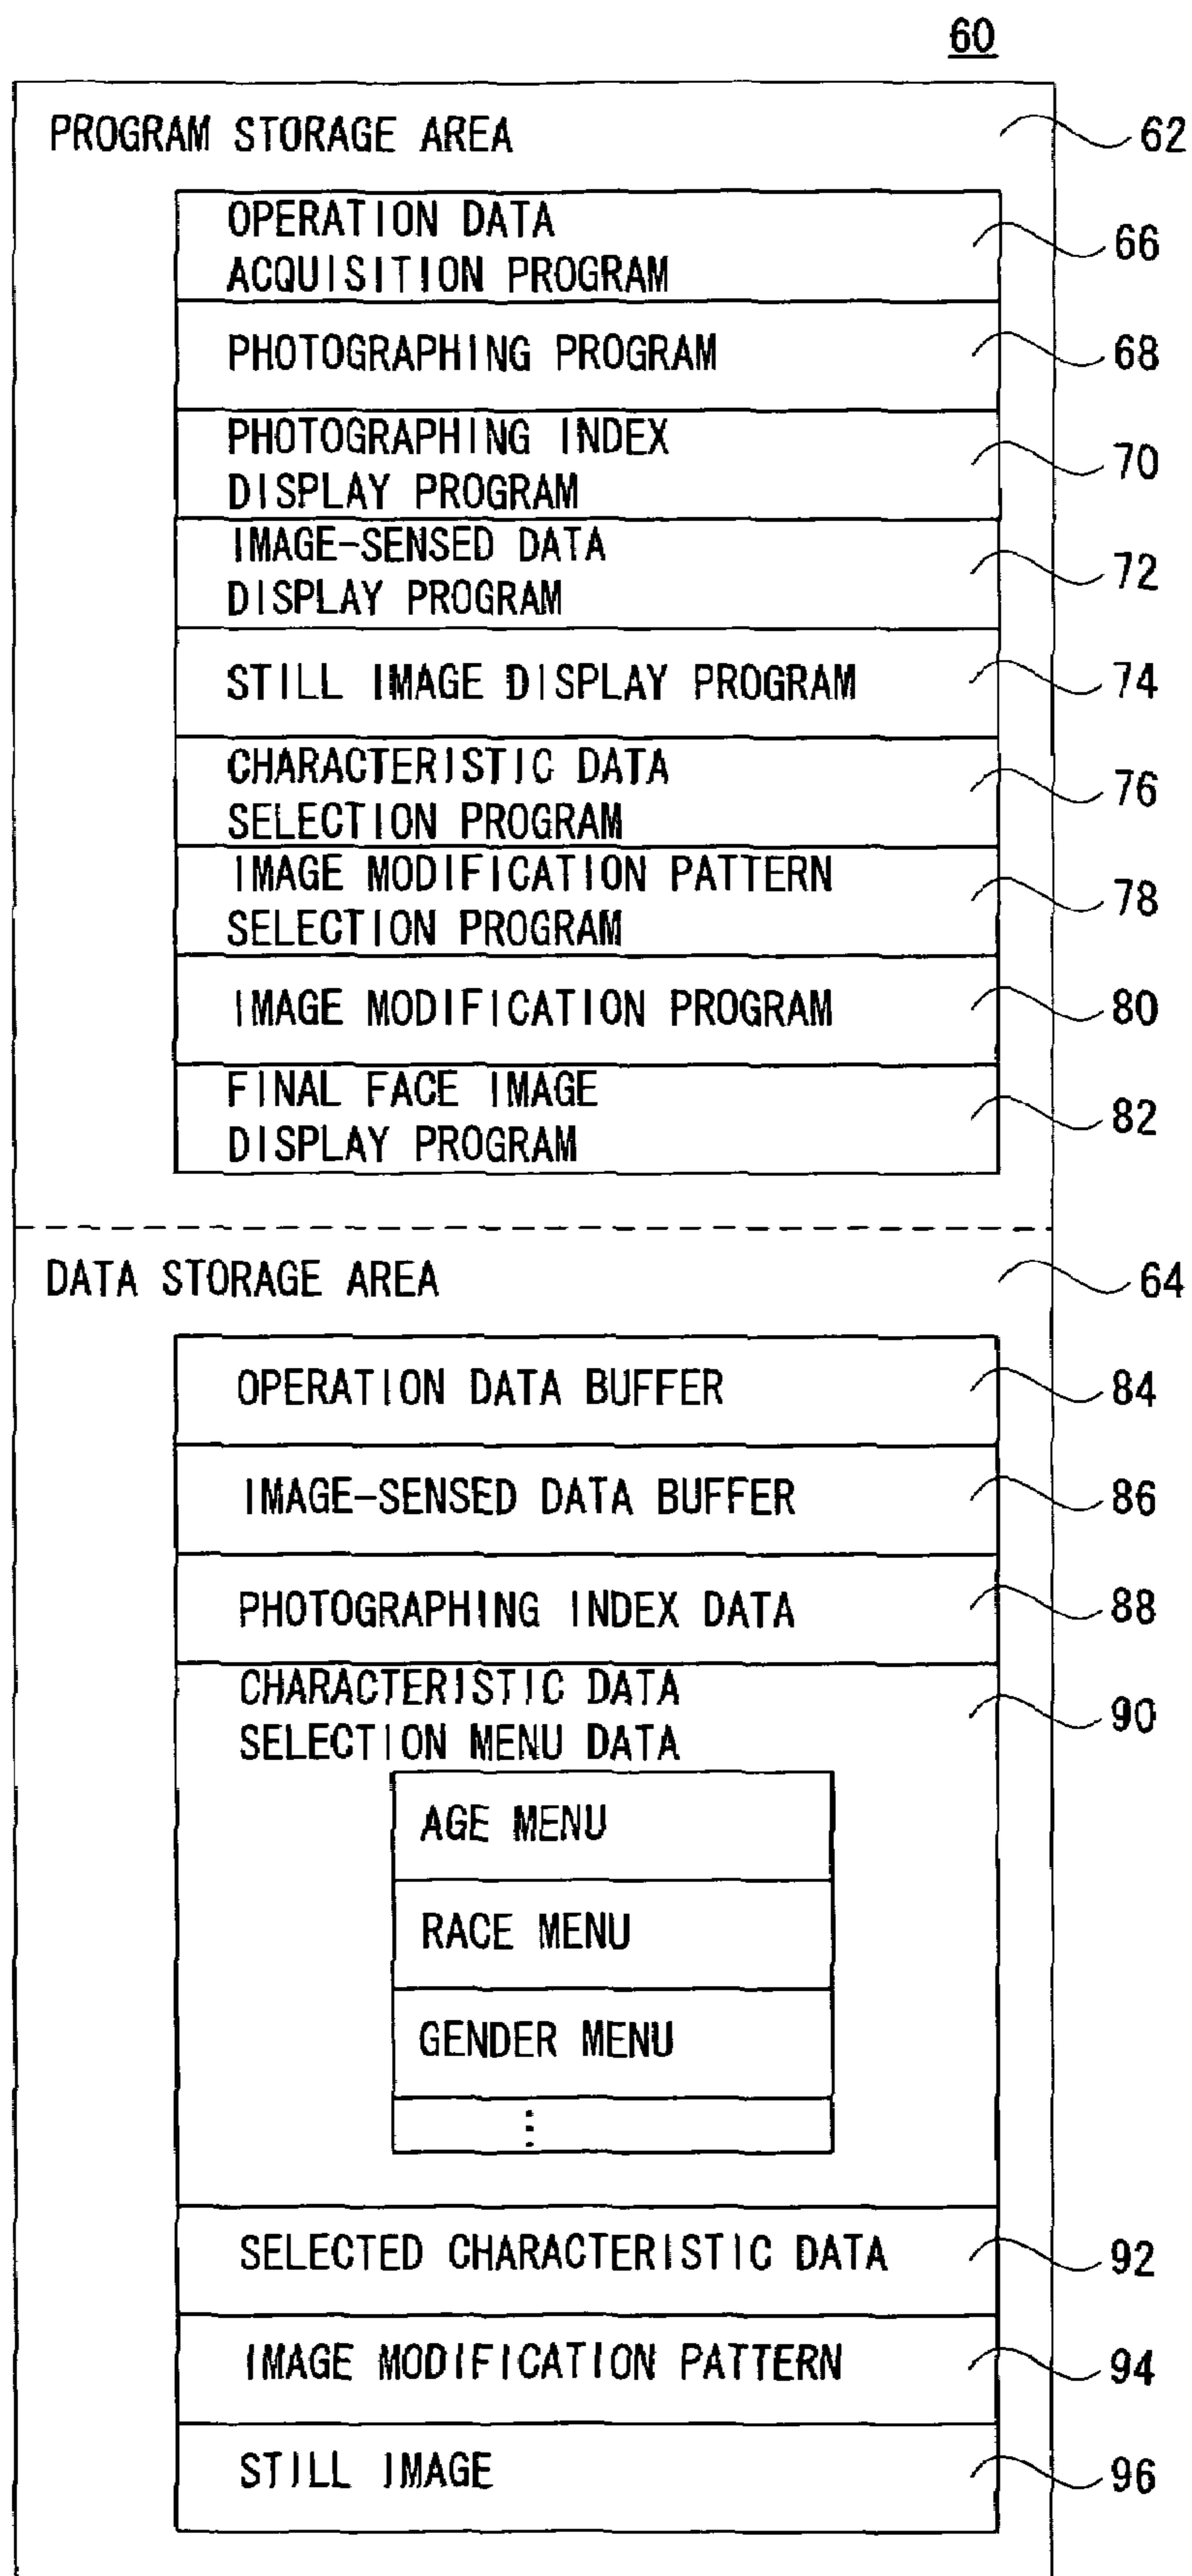 60
PROGRAM STORAGE AREA
62
OPERATION DATA
ACQUISITION PROGRAM
66
PHOTOGRAPHING PROGRAM
68
PHOTOGRAPHING INDEX
DISPLAY PROGRAM
70
IMAGE-SENSED DATA
DISPLAY PROGRAM
72
STILL IMAGE DISPLAY PROGRAM
74
CHARACTERISTIC DATA
SELECTION PROGRAM
76
IMAGE MODIFICATION PATTERN
SELECTION PROGRAM
78
IMAGE MODIFICATION PROGRAM
80
FINAL FACE IMAGE
DISPLAY PROGRAM
82
DATA STORAGE AREA
64
OPERATION DATA BUFFER
84
IMAGE-SENSED DATA BUFFER
86
PHOTOGRAPHING INDEX DATA
88
CHARACTERISTIC DATA
SELECTION MENU DATA
90
AGE MENU
RACE MENU
GENDER MENU
⋮
SELECTED CHARACTERISTIC DATA
92
IMAGE MODIFICATION PATTERN
94
STILL IMAGE
96